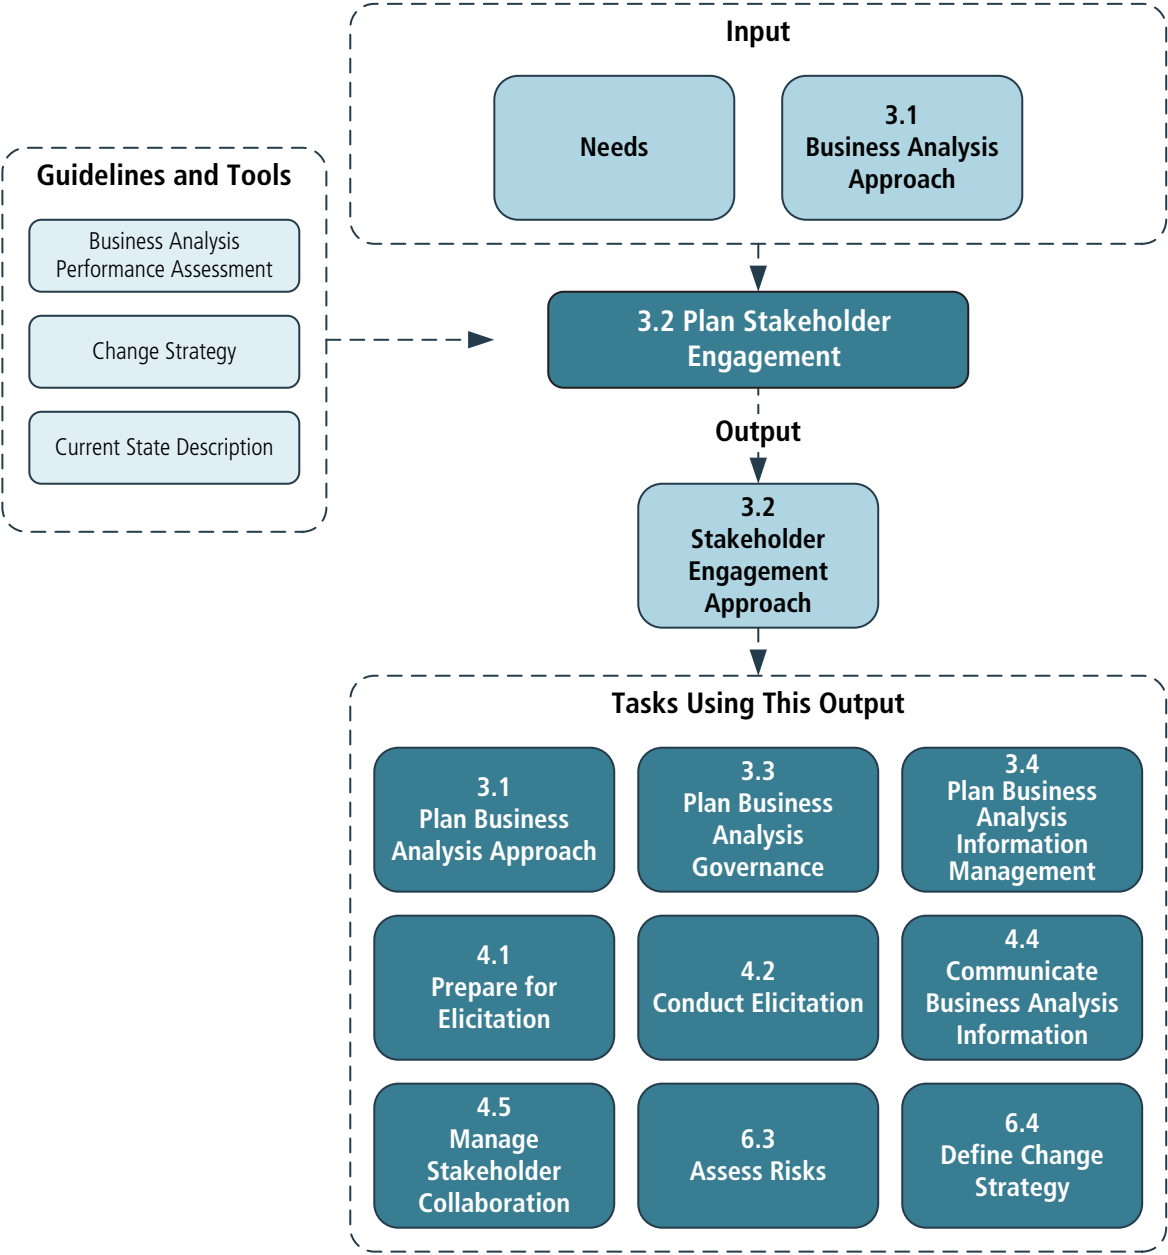 Input
Needs
3.1
Business Analysis
Approach
Guidelines and Tools
Business Analysis
Performance Assessment
Change Strategy
Current State Description
3.2 Plan Stakeholder
Engagement
Output
3.2
Stakeholder
Engagement
Approach
Tasks Using This Output
3.1
Plan Business
Analysis Approach
3.3
Plan Business
Analysis
Governance
3.4
Plan Business
Analysis
Information
Management
4.1
Prepare for
Elicitation
4.2
Conduct Elicitation
4.4
Communicate
Business Analysis
Information
4.5
Manage
Stakeholder
Collaboration
6.3
Assess Risks
6.4
Define Change
Strategy